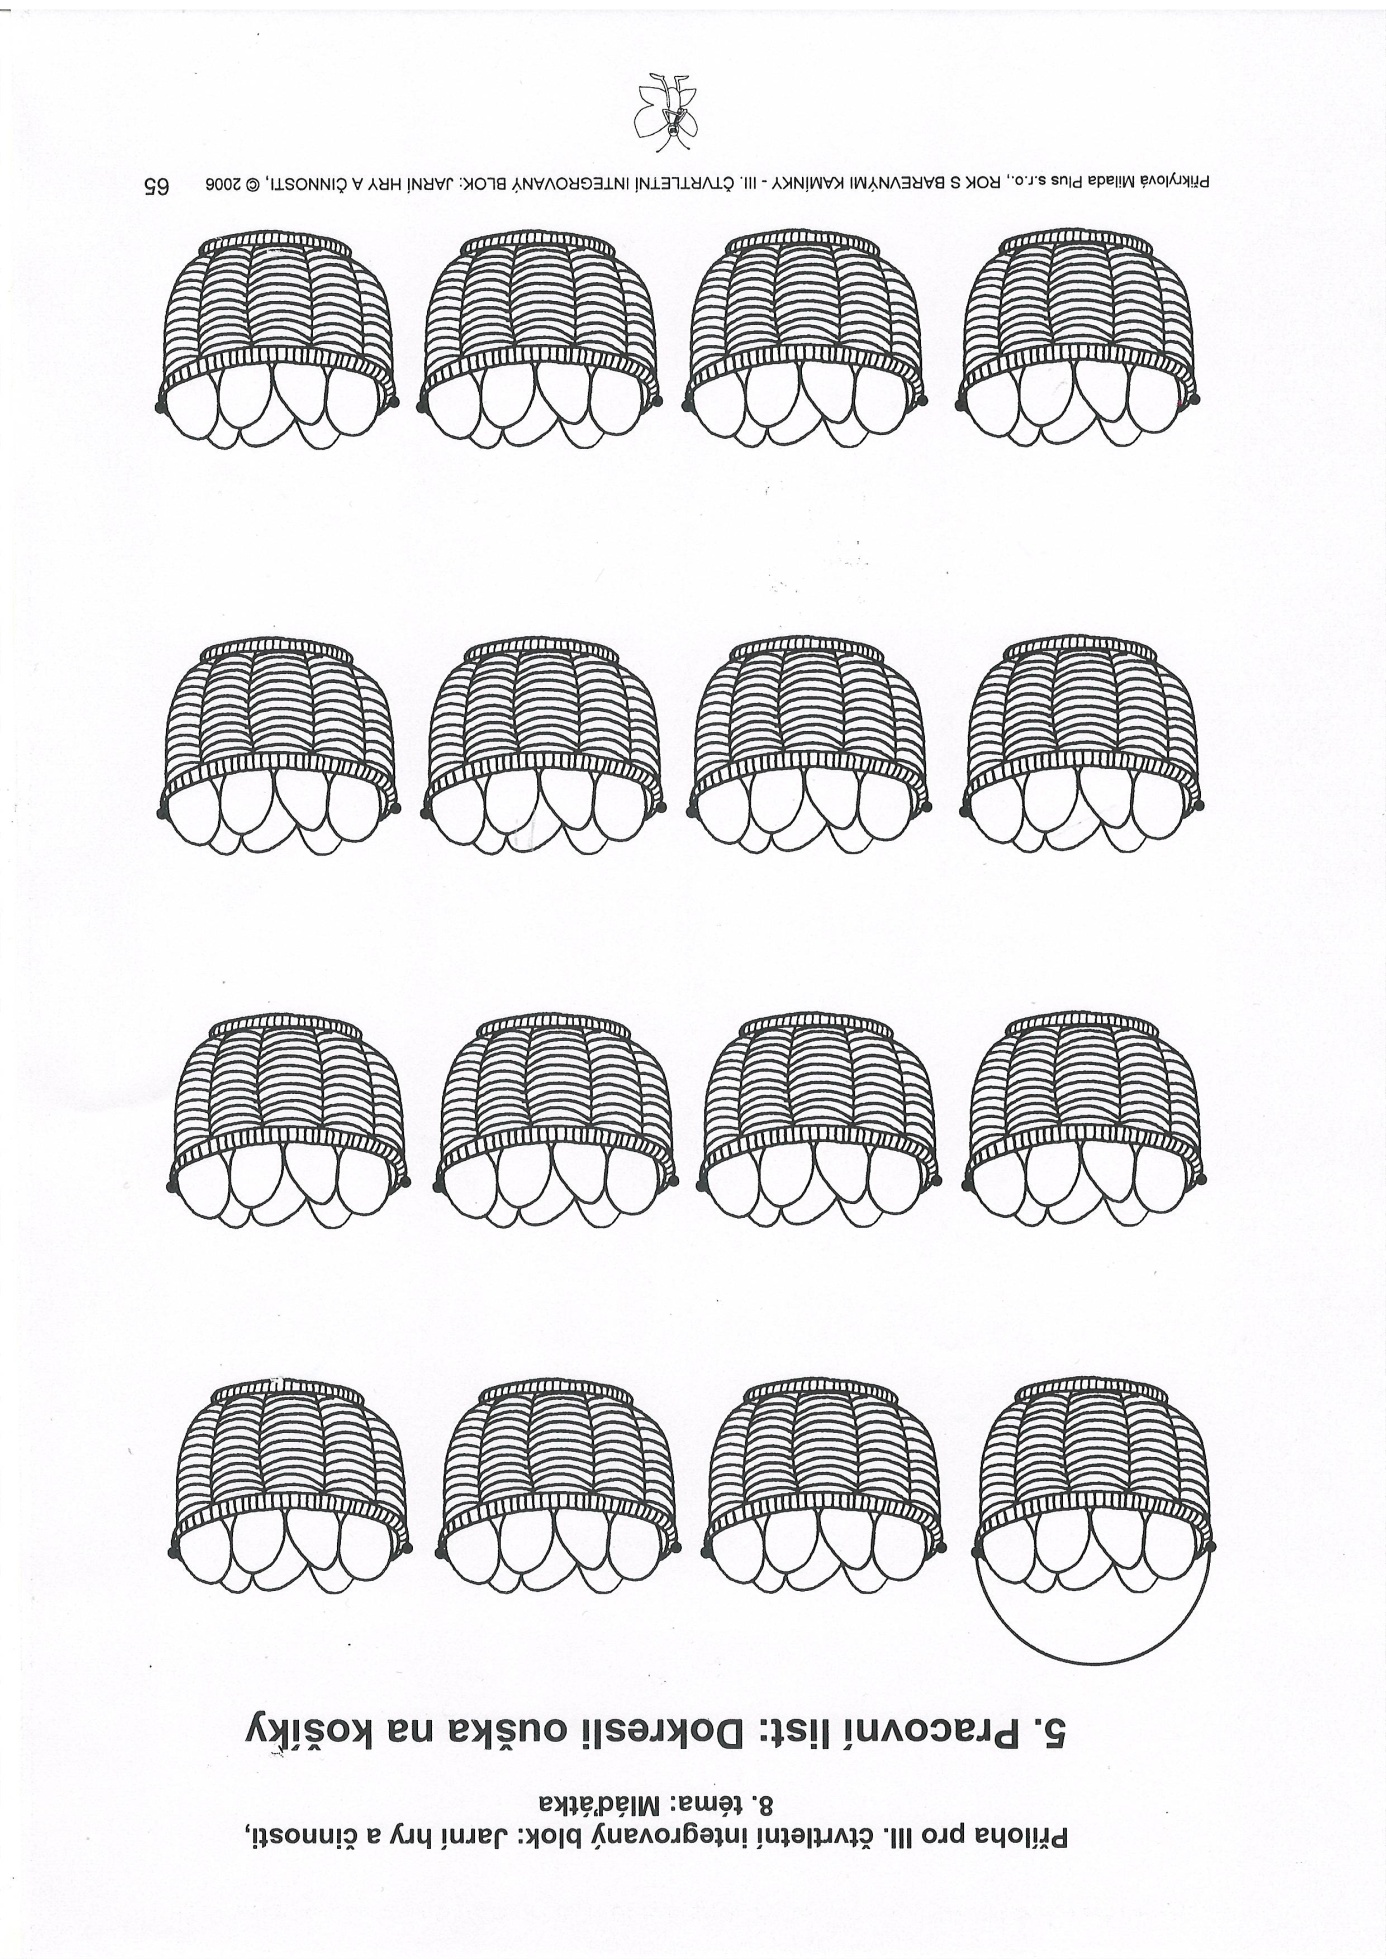 Příloha pro III. čtvrtletní integrovaný blok: Jarní hry a činnosti,
8. téma: Mláďátka
5. Pracovní list: Dokresli ouška na košíky
Přikrylová Milada Plus s.r.o., ROK S BAREVNÝMI KAMÍNKY - III. ČTVRTLETNÍ INTEGROVANÝ BLOK: JARNÍ HRY A ČINNOSTI, © 2006 65